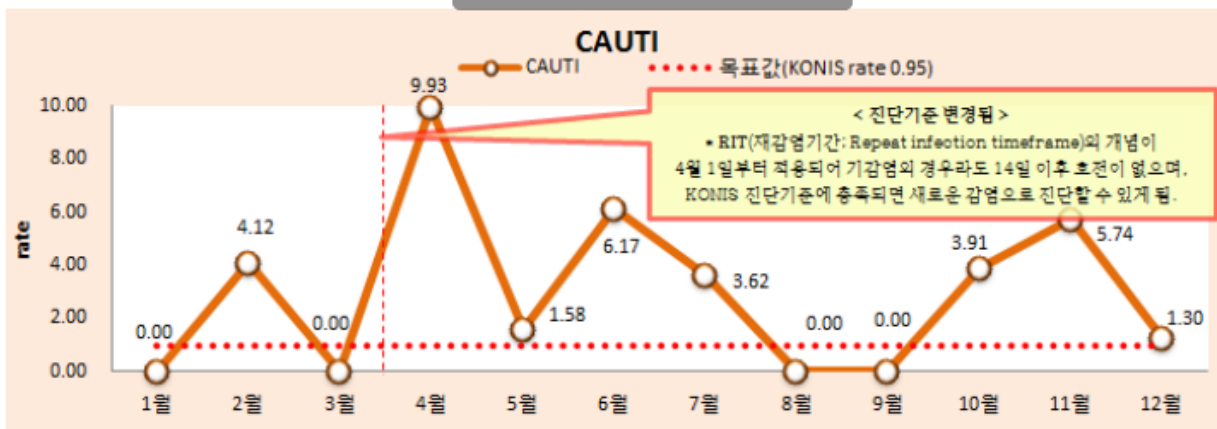 CAUTI
CAUTI
목표값(KONIS rate 0.95)
9.93
10.00
8.00
6.00
4.00
2.00
0.00
rate
< 진단기준 변경됨 >
* RIT(재감염기간: Repeat infection timeframe)의 개념이
4월 1일부터 적용되어 기감염의 경우라도 14일 이후 호전이 없으며,
KONIS 진단기준에 충족되면 새로운 감염으로 진단할 수 있게 됨.
0.00
4.12
0.00
1.58
6.17
3.62
0.00
0.00
3.91
5.74
1.30
1월 2월 3월 4월 5월 6월 7월 8월 9월 10월 11월 12월